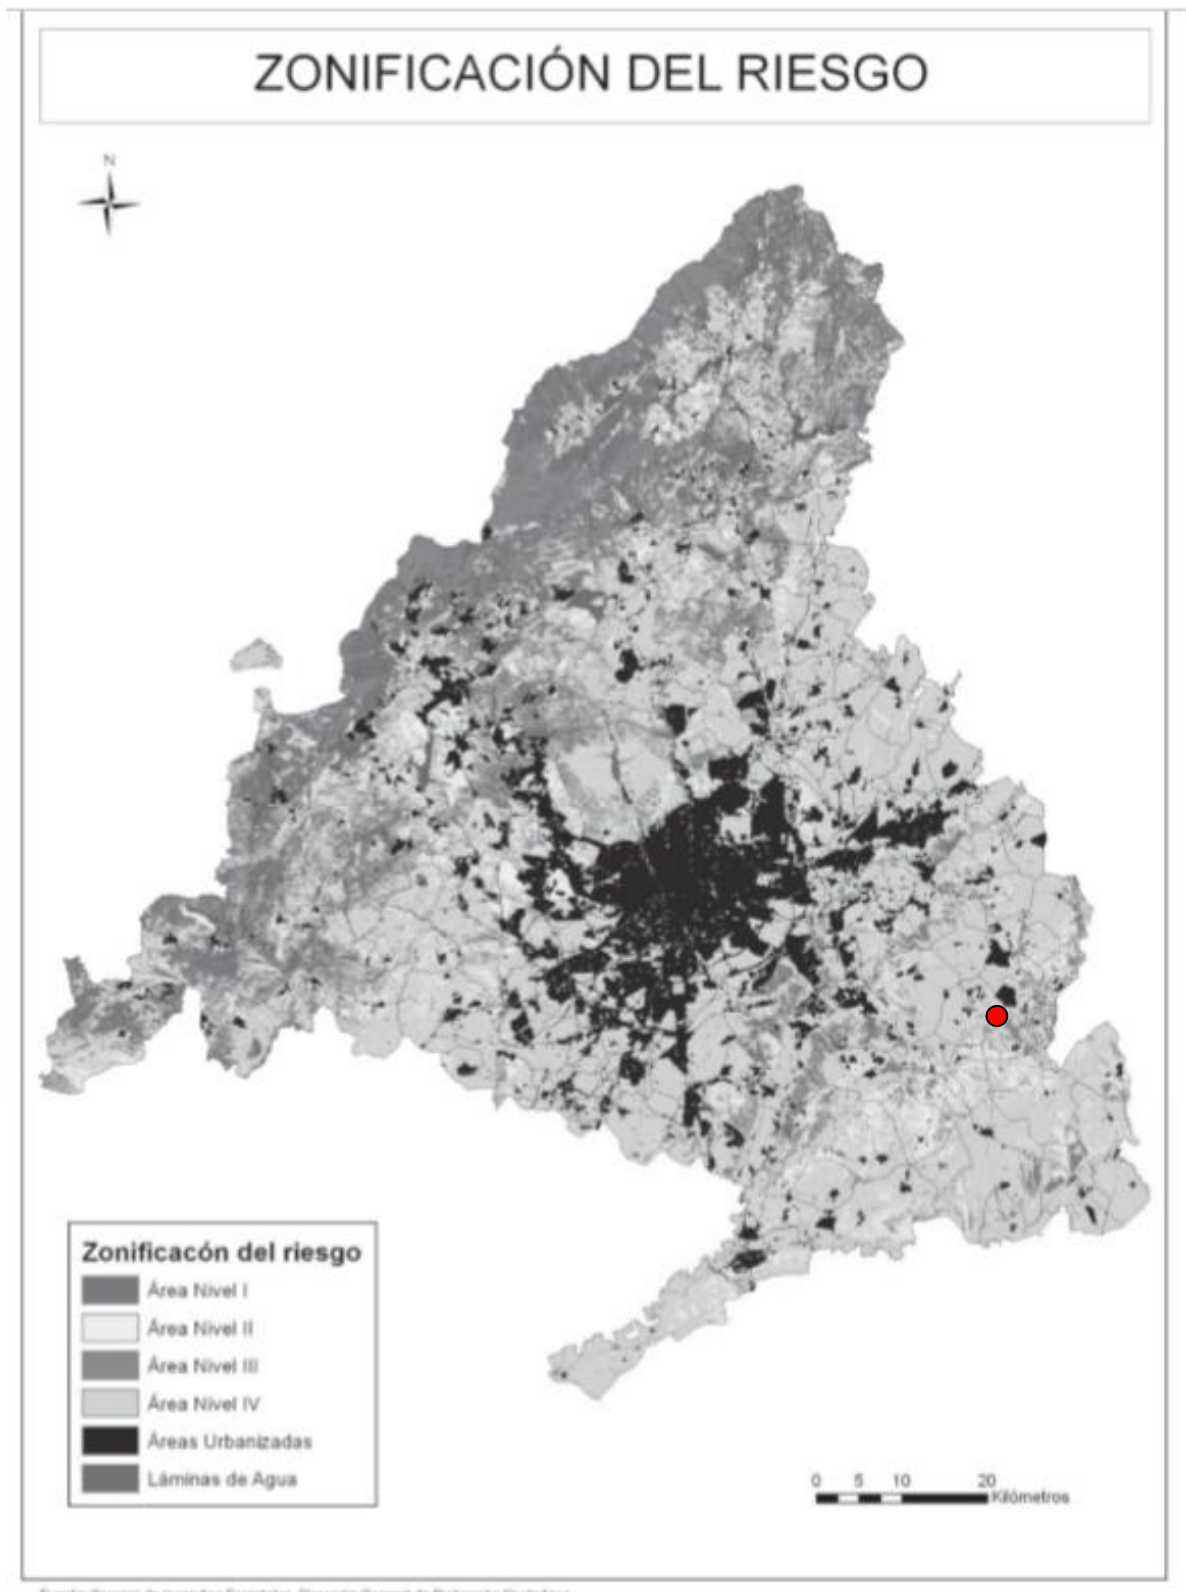 ZONIFICACIÓN DEL RIESGO
N
Zonificacón del riesgo
Área Nivel I
Área Nivel II
Área Nivel III
Área Nivel IV
Áreas Urbanizadas
Láminas de Agua
0 5 10 20
Kilómetros